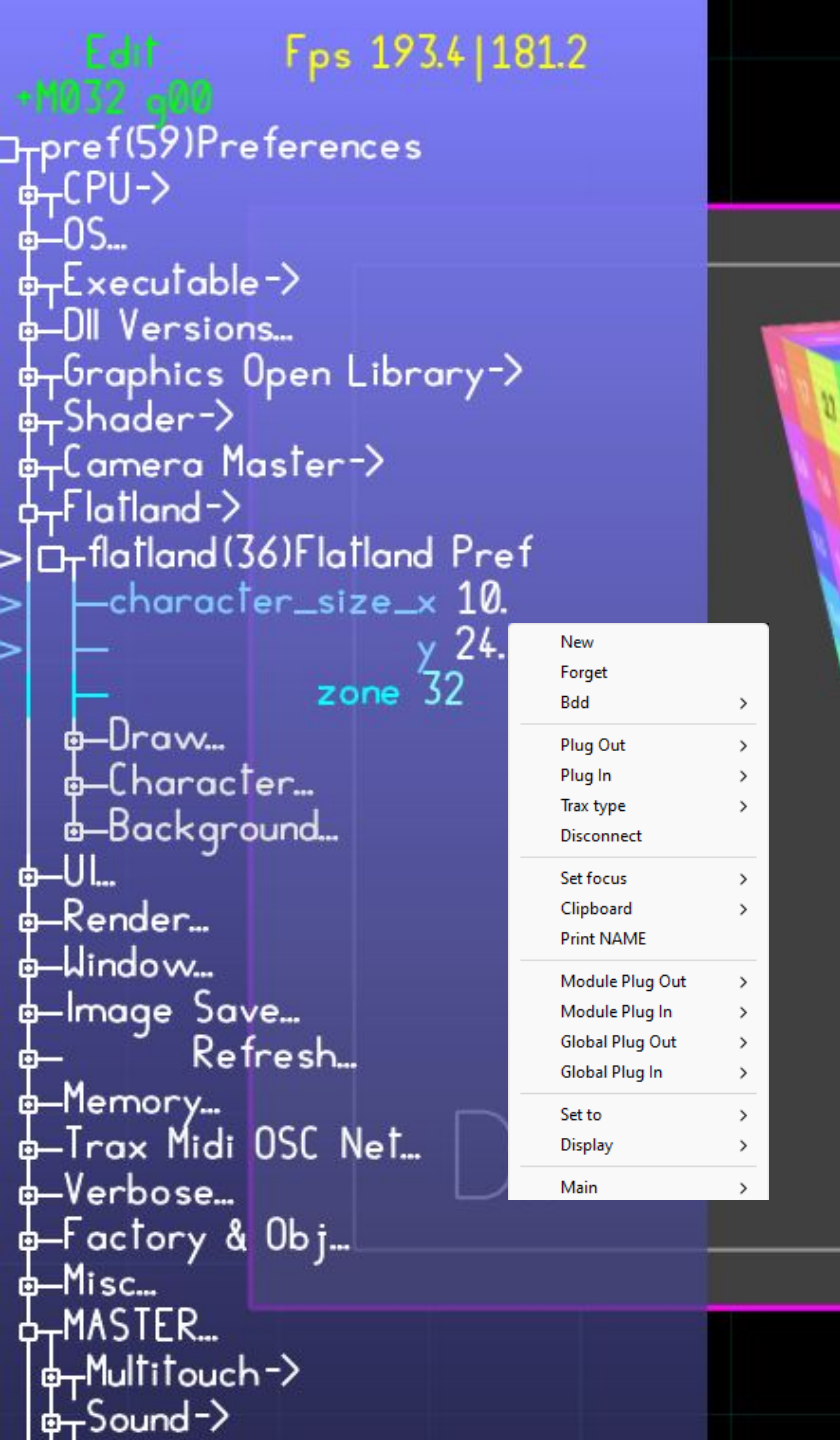 Edit
Fps 193.4|181.2
+M032 g00
pref(59)Preferences
CPU->
OS...
Executable->
Dll Versions...
Graphics Open Library->
Shader->
Camera Master->
Flatland->
flatland(36)Flatland Pref
character_size_x 10.
y 24.
zone 32
Draw...
Character...
Background...
UI...
Render...
Window...
Image Save...
Refresh...
Memory...
Trax Midi OSC Net...
Verbose...
Factory & Obj...
Misc...
MASTER...
Multitouch->
Sound->
New
Forget
Bdd
Plug Out
Plug In
Trax type
Disconnect
Set focus
Clipboard
Print NAME
Module Plug Out
Module Plug In
Global Plug Out
Global Plug In
Set to
Display
Main
D